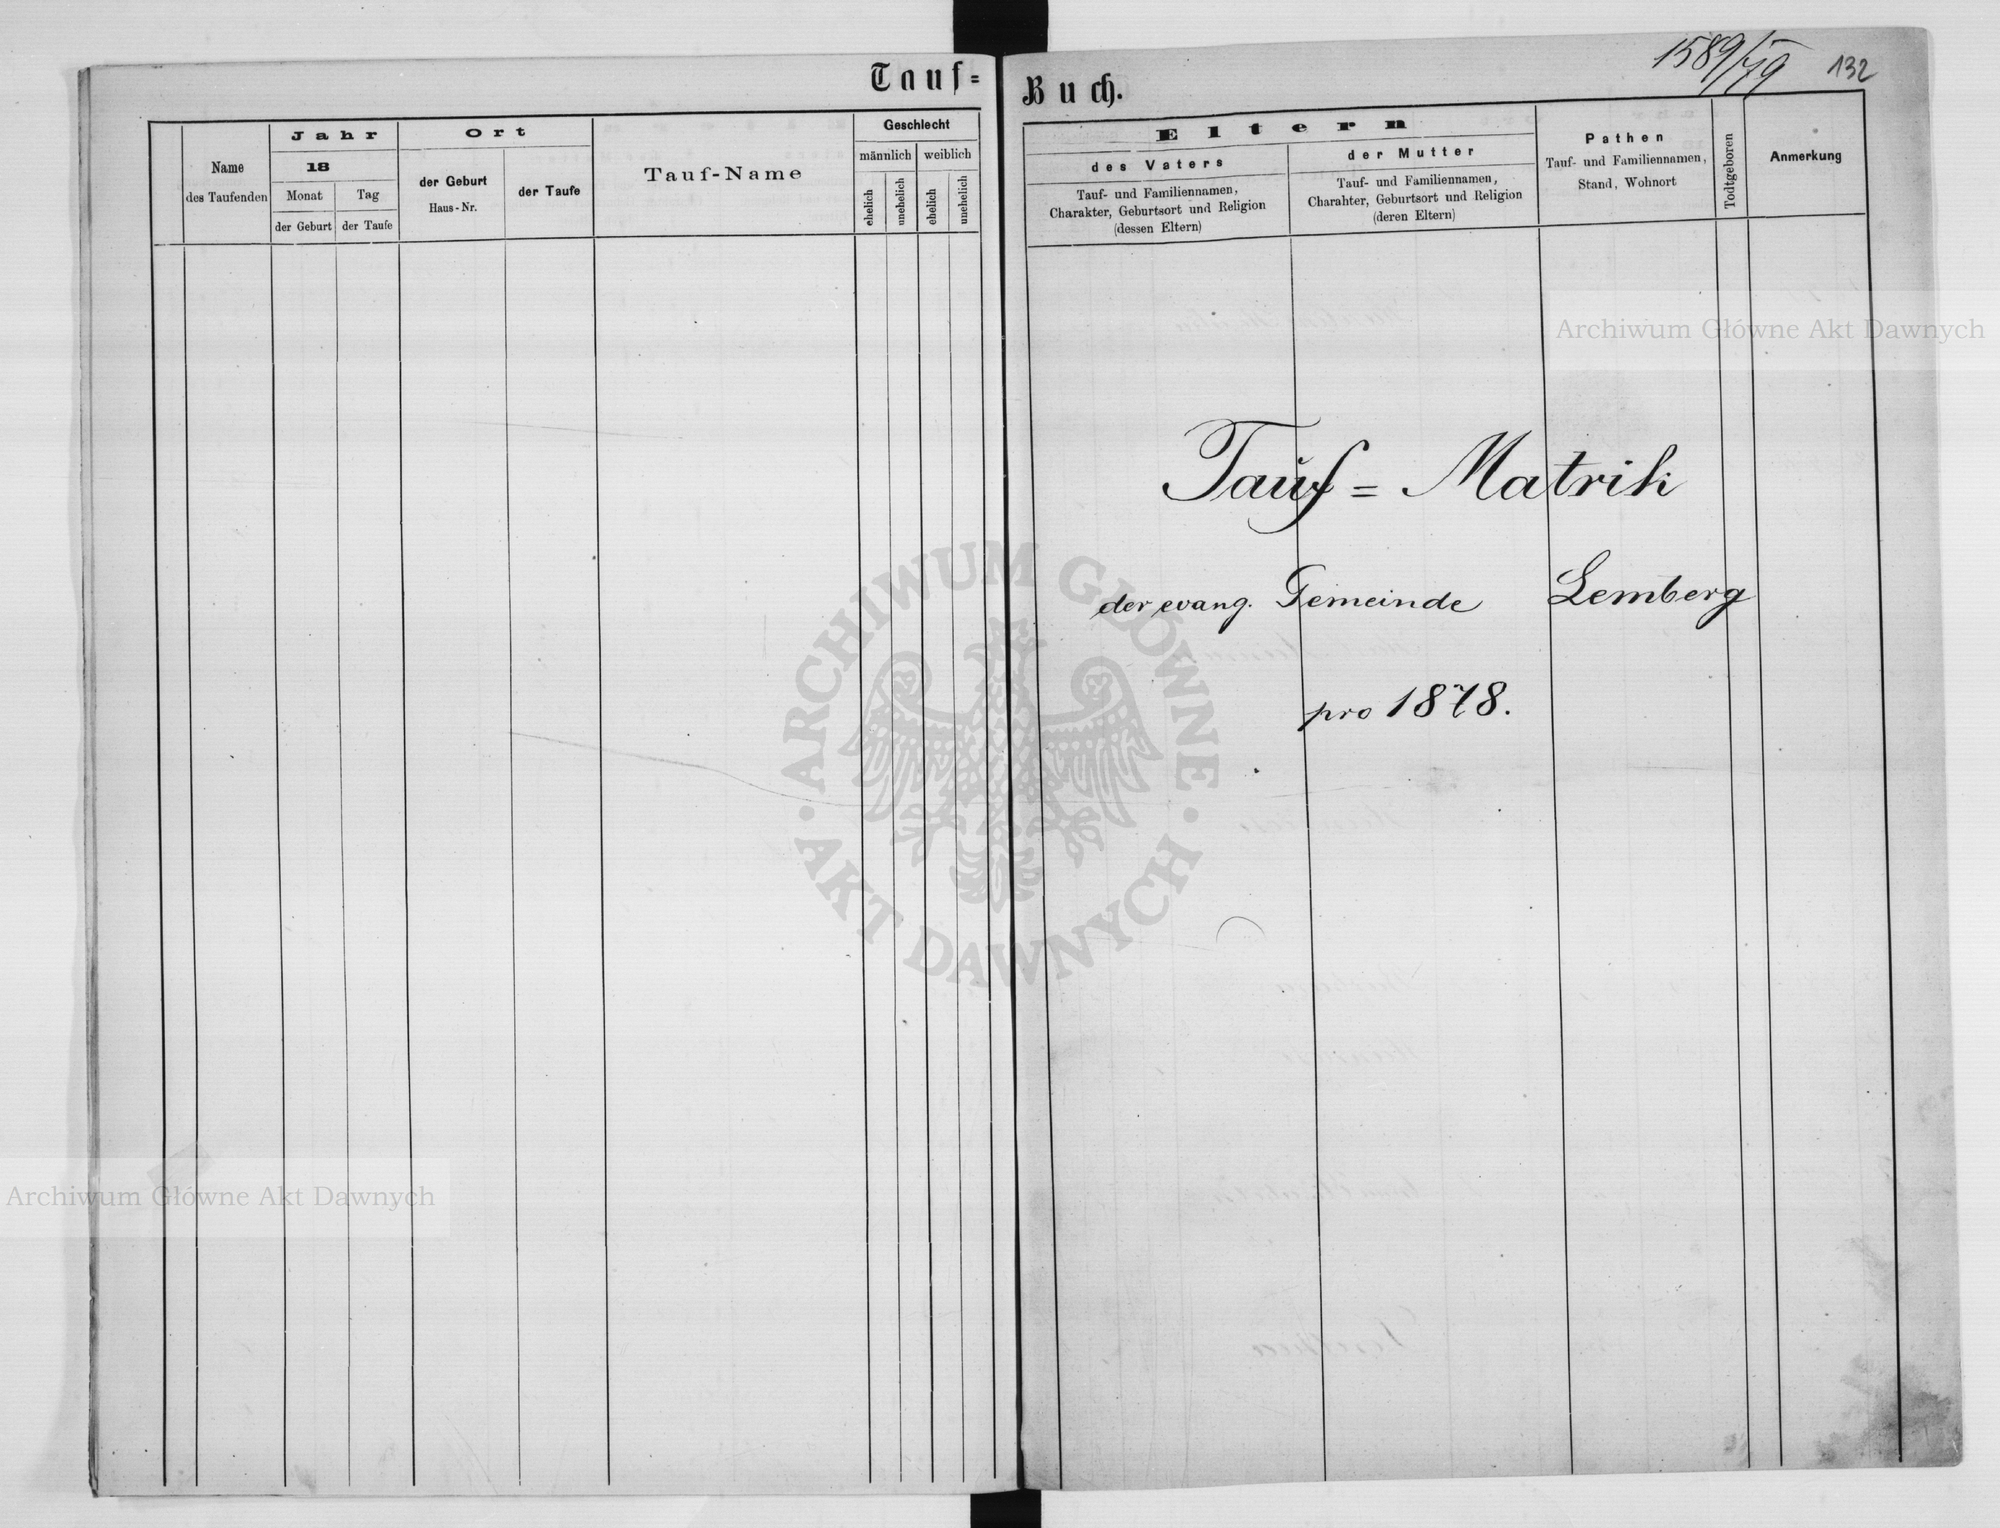 Tauf=
Name
des Taufenden
Jahr
18
Monat
der Geburt
Tag
der Taufe
Ort
der Geburt
Haus-Nr.
der Taufe
Tauf-Name
Geschlecht
männlich weiblich
ehelich
unehelich
ehelich
unehelich
1589/79 132
Buch.
Eltern
des Vaters
Tauf- und Familiennamen,
Charakter, Geburtsort und Religion
(dessen Eltern)
der Mutter
Tauf- und Familiennamen,
Charahter, Geburtsort und Religion
(deren Eltern)
Pathen
Tauf- und Familiennamen,
Stand, Wohnort
Todtgeboren
Anmerkung
Tauf = Matrik
der evang. Gemeinde Lemberg
pro 1878.
Archiwum Główne Akt Dawnych
ARCHIWUM GŁÓWNE · AKT DAWNYCH ·
Archiwum Główne Akt Dawnych